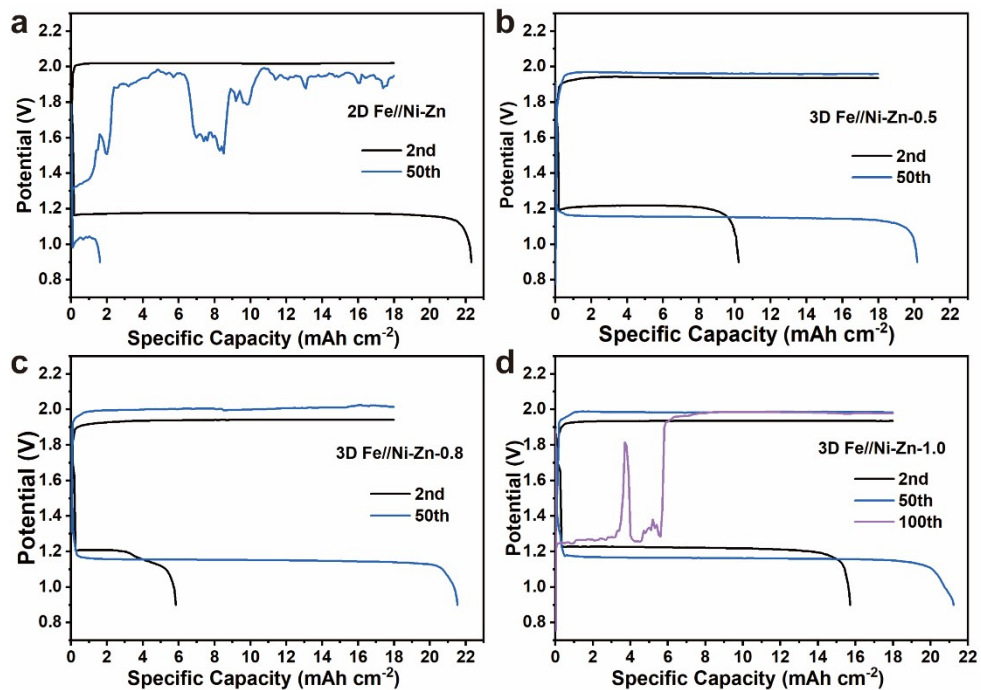 a
2.2
2.0
1.8
1.6
1.4
1.2
1.0
0.8
Potential (V)
2D Fe//Ni-Zn
2nd
50th
0 2 4 6 8 10 12 14 16 18 20 22
Specific Capacity (mAh cm-2)
b
2.2
2.0
1.8
1.6
1.4
1.2
1.0
0.8
Potential (V)
3D Fe//Ni-Zn-0.5
2nd
50th
0 2 4 6 8 10 12 14 16 18 20 22
Specific Capacity (mAh cm-2)
c
2.2
2.0
1.8
1.6
1.4
1.2
1.0
0.8
Potential (V)
3D Fe//Ni-Zn-0.8
2nd
50th
0 2 4 6 8 10 12 14 16 18 20 22
Specific Capacity (mAh cm-2)
d
2.2
2.0
1.8
1.6
1.4
1.2
1.0
0.8
Potential (V)
3D Fe//Ni-Zn-1.0
2nd
50th
100th
0 2 4 6 8 10 12 14 16 18 20 22
Specific Capacity (mAh cm-2)